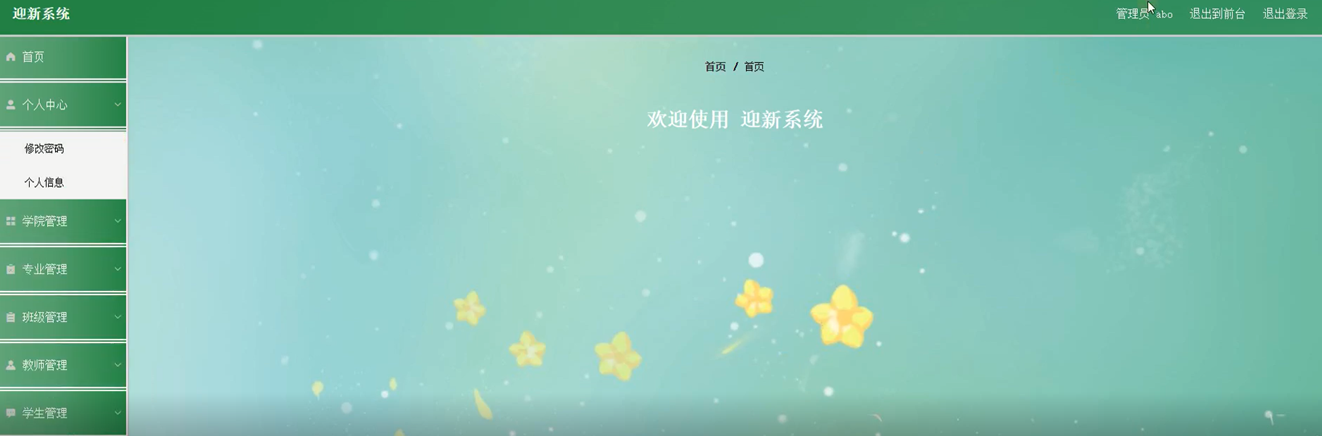 迎新系统
管理员 abo 退出到前台 退出登录
首页
个人中心
修改密码
个人信息
学院管理
专业管理
班级管理
教师管理
学生管理
首页 / 首页
欢迎使用 迎新系统